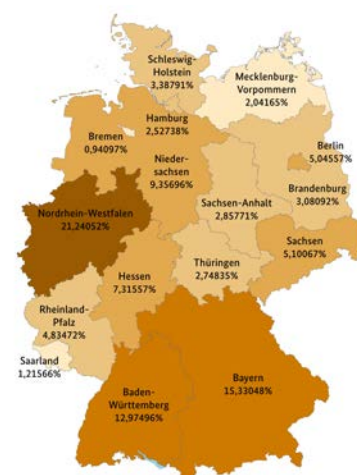 Schleswig-
Holstein
3,38791%
Mecklenburg-
Vorpommern
2,04165%
Hamburg
2,52738%
Bremen
0,94097%
Berlin
5,04557%
Nieder-
sachsen
9,35696%
Brandenburg
3,08092%
Sachsen-Anhalt
2,85771%
Nordrhein-Westfalen
21,24052%
Sachsen
5,10067%
Thüringen
2,74835%
Hessen
7,31557%
Rheinland-
Pfalz
4,83472%
Saarland
1,21566%
Bayern
15,33048%
Baden-
Württemberg
12,97496%